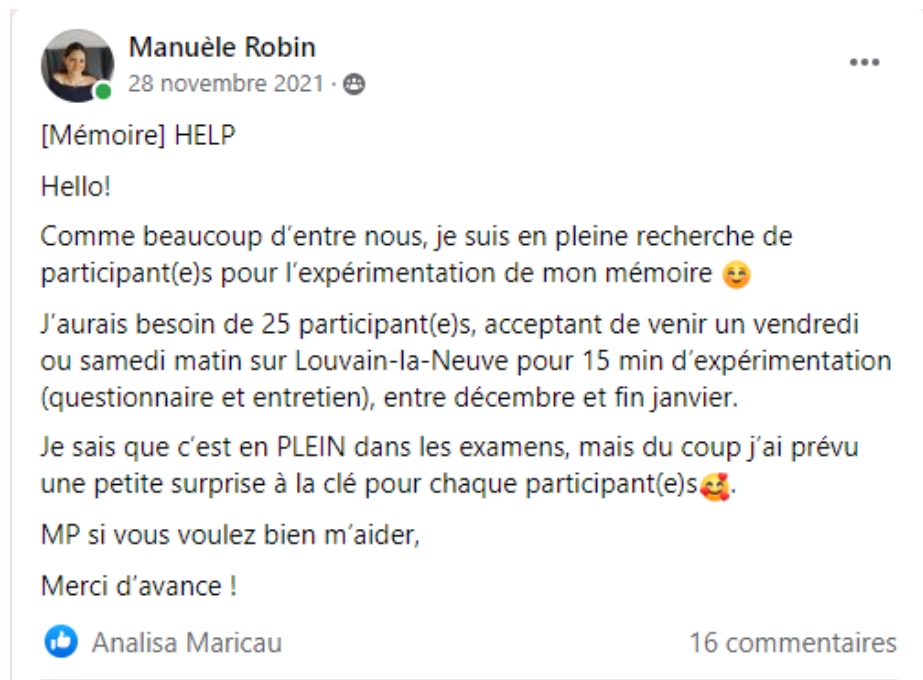 Manuèle Robin
28 novembre 2021 ·
[Mémoire] HELP
Hello!
Comme beaucoup d'entre nous, je suis en pleine recherche de
participant(e)s pour l'expérimentation de mon mémoire 😊
J'aurais besoin de 25 participant(e)s, acceptant de venir un vendredi
ou samedi matin sur Louvain-la-Neuve pour 15 min d'expérimentation
(questionnaire et entretien), entre décembre et fin janvier.
Je sais que c'est en PLEIN dans les examens, mais du coup j'ai prévu
une petite surprise à la clé pour chaque participant(e)s🥰.
MP si vous voulez bien m'aider,
Merci d'avance !
Analisa Maricau 16 commentaires